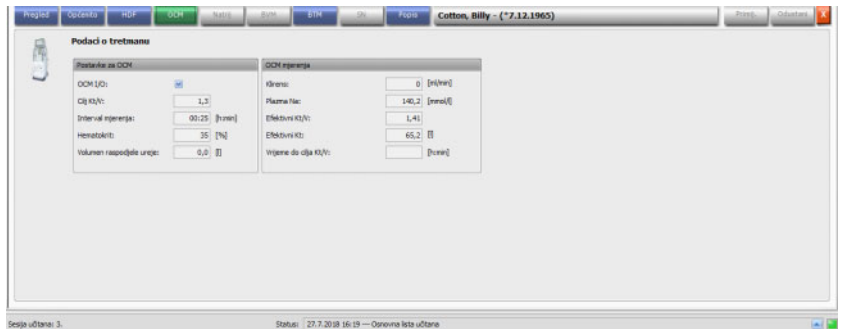 Pregled Općenito HDF OCM Natrij BVM BTM SN Popis Cotton, Billy - (*7.12.1965) Primj. Odustani X
Podaci o tretmanu
Postavke za OCM OCM mjerenja
OCM I/O: Klirens: 0 [ml/min]
Cilj Kt/V: 1,3 Plazma Na: 140,2 [mmol/l]
Interval mjerenja: 00:25 [h:min] Efektivni Kt/V: 1,41
Hematokrit: 35 [%] Efektivni Kt: 65,2 [l]
Volumen raspodjele ureje: 0,0 [l] Vrijeme do cilja Kt/V: [h:min]
Sesija učitana: 3. Status: 27.7.2018 16:19 — Osnovna lista učitana